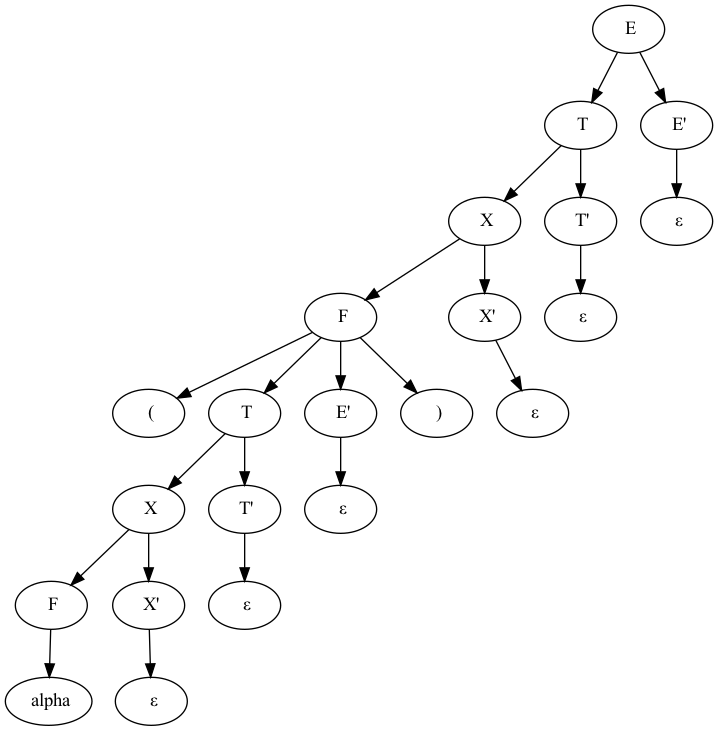 E
T E'
X T' ε
F X' ε
( T E' ) ε
X T' ε
F X' ε
alpha ε